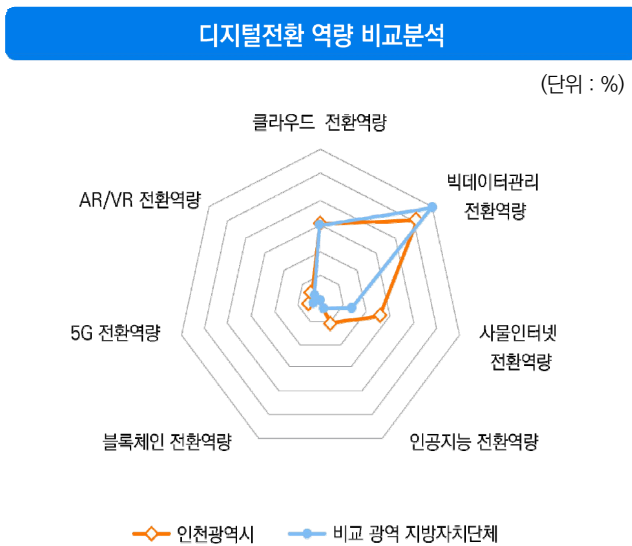 디지털전환 역량 비교분석
(단위 : %)
클라우드 전환역량
빅데이터관리
전환역량
AR/VR 전환역량
5G 전환역량
사물인터넷
전환역량
블록체인 전환역량
인공지능 전환역량
인천광역시
비교 광역 지방자치단체